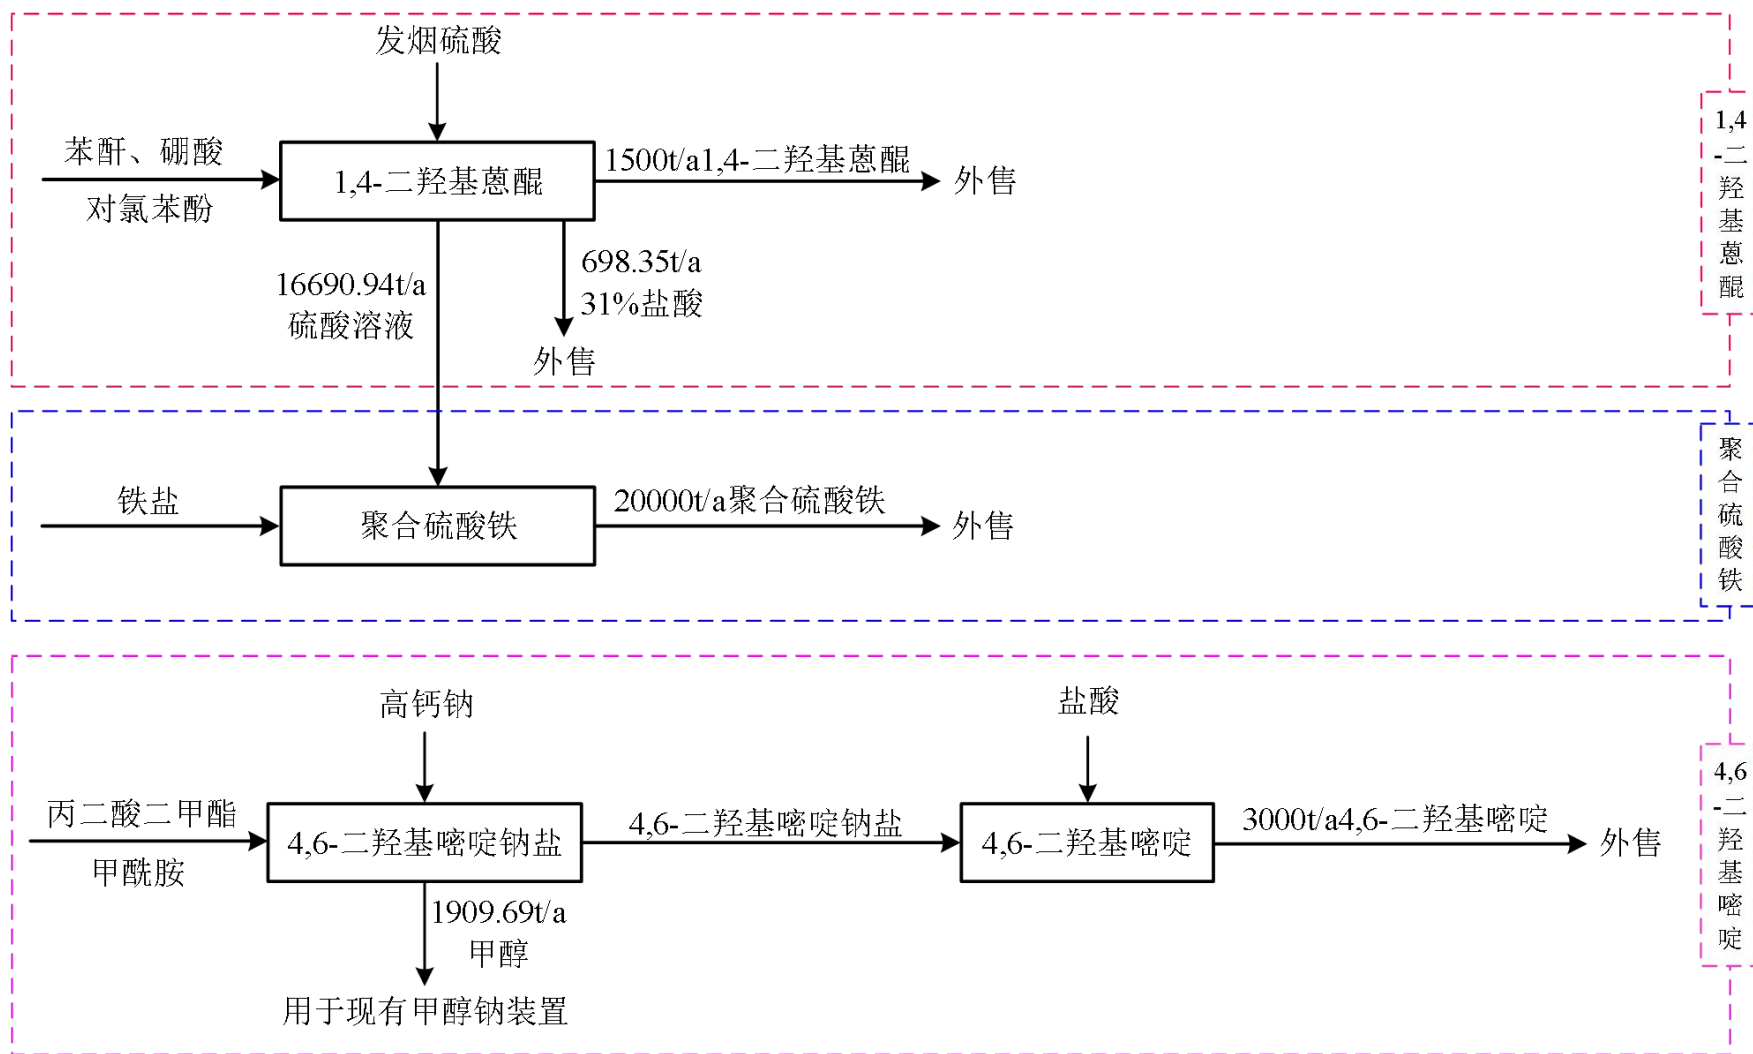 发烟硫酸
苯酐、硼酸
对氯苯酚
1,4-二羟基蒽醌
1500t/a1,4-二羟基蒽醌
外售
16690.94t/a
硫酸溶液
698.35t/a
31%盐酸
外售
1,4
-二
羟
基
蒽
醌
铁盐
聚合硫酸铁
20000t/a聚合硫酸铁
外售
聚
合
硫
酸
铁
高钙钠
盐酸
丙二酸二甲酯
甲酰胺
4,6-二羟基嘧啶钠盐
4,6-二羟基嘧啶钠盐
4,6-二羟基嘧啶
3000t/a4,6-二羟基嘧啶
外售
1909.69t/a
甲醇
用于现有甲醇钠装置
4,6
-二
羟
基
嘧
啶